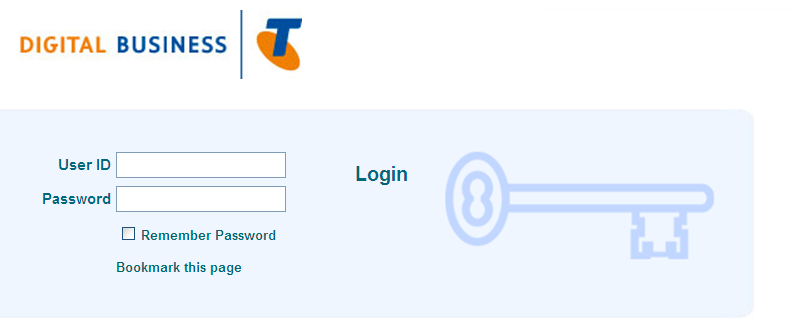 DIGITAL BUSINESS
User ID
Login
Password
Remember Password
Bookmark this page